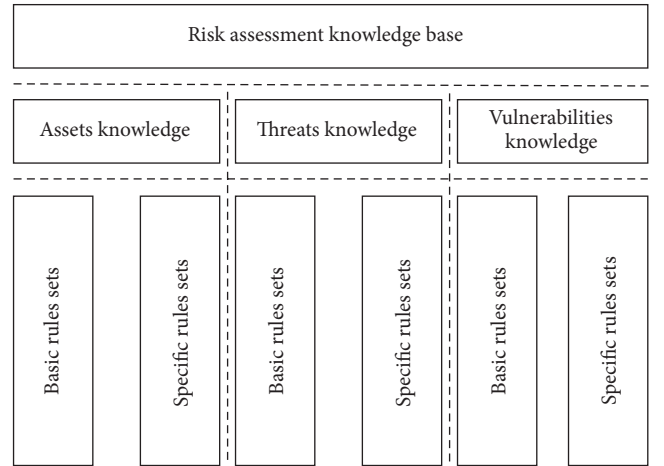 Risk assessment knowledge base
Assets knowledge
Threats knowledge
Vulnerabilities
knowledge
Basic rules sets
Specific rules sets
Basic rules sets
Specific rules sets
Basic rules sets
Specific rules sets